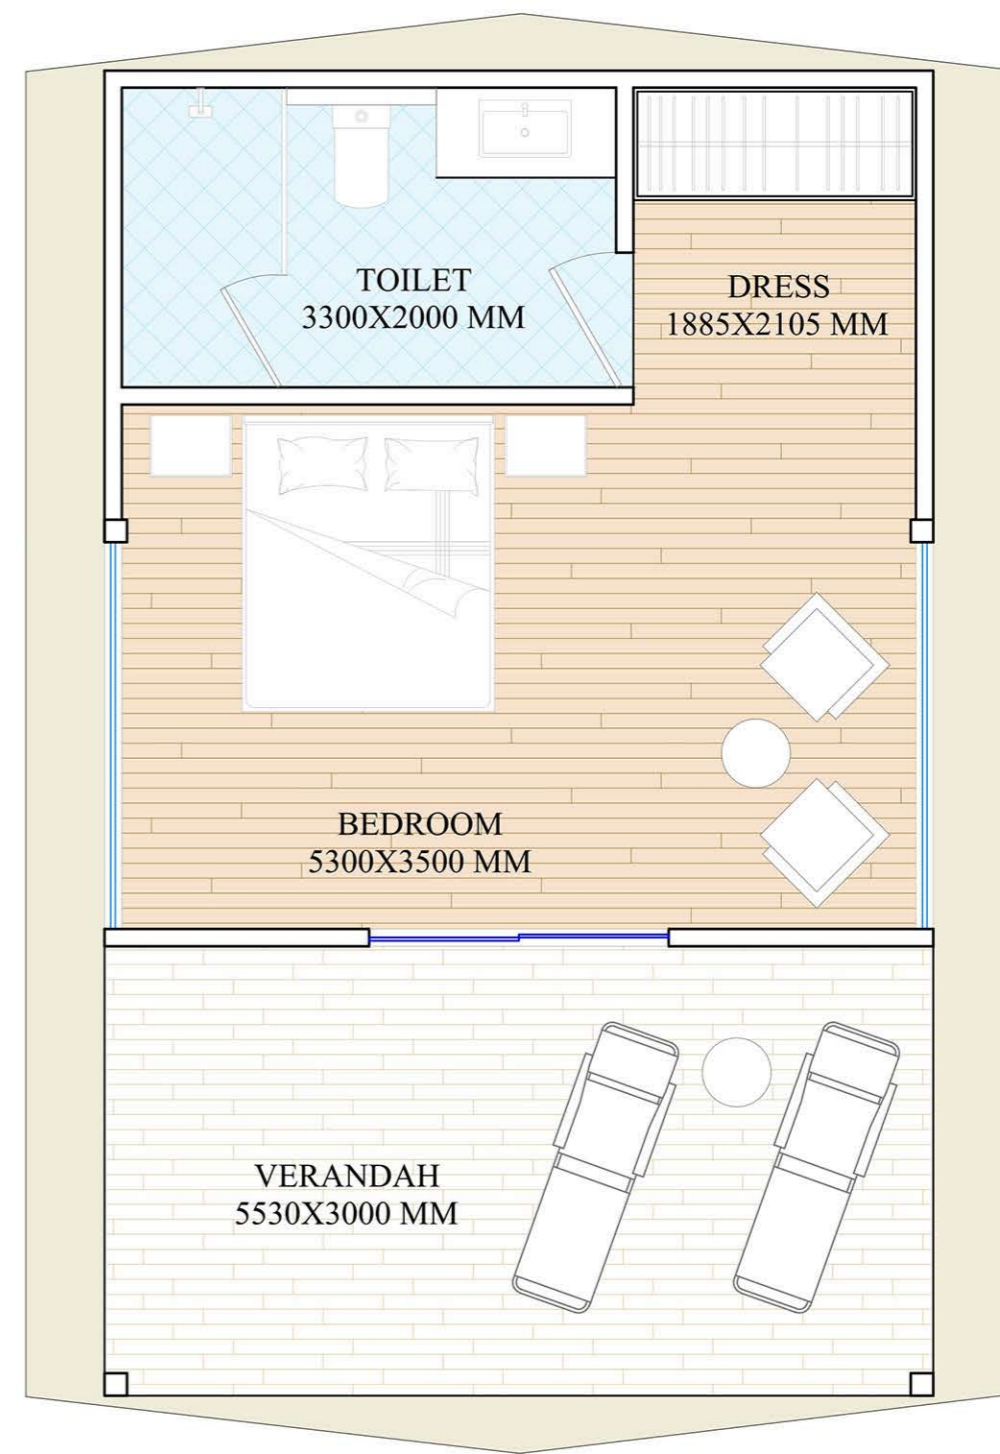 TOILET
3300X2000 MM
DRESS
1885X2105 MM
BEDROOM
5300X3500 MM
VERANDAH
5530X3000 MM